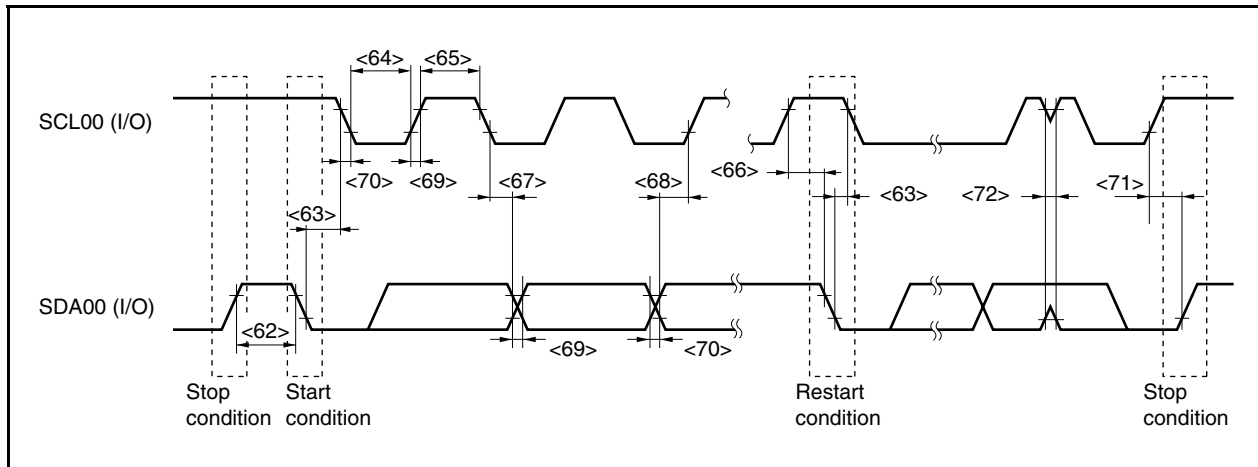 <64> <65>
SCL00 (I/O)
<70> <69> <67> <68> <66> <63> <72> <71>
<63>
SDA00 (I/O)
<62> <69> <70>
Stop condition
Start condition
Restart condition
Stop condition